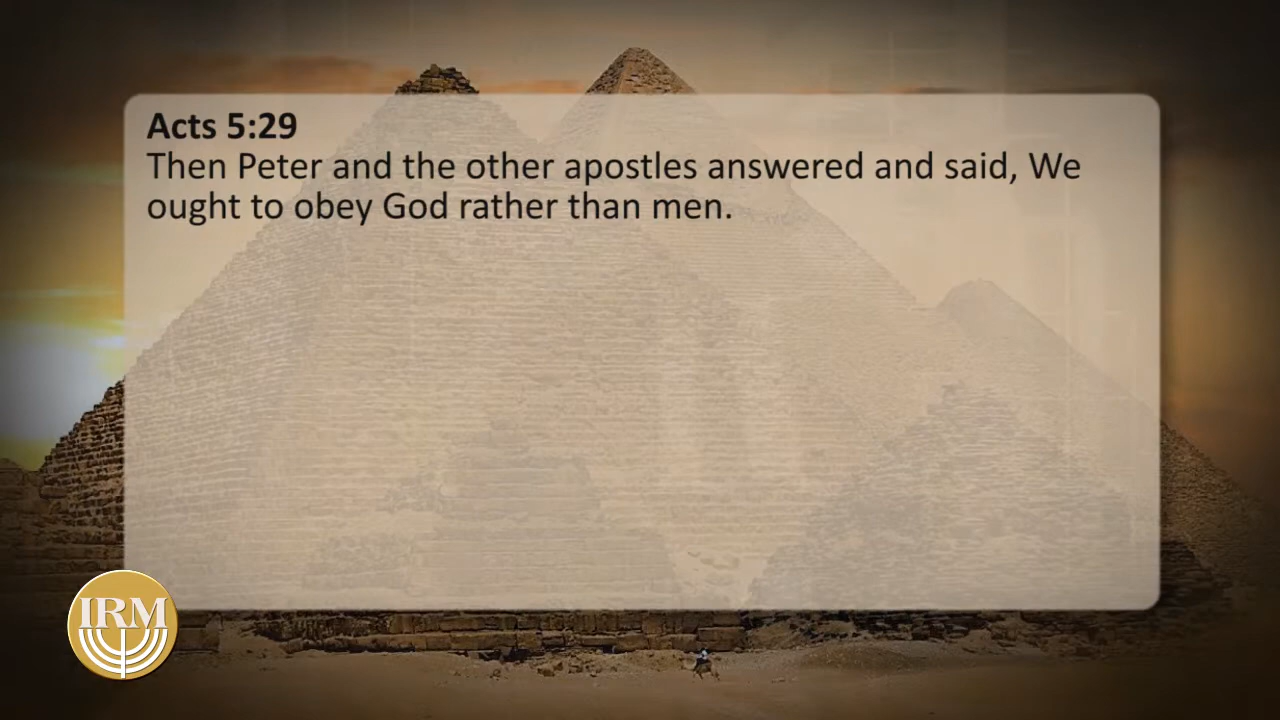 Acts 5:29
Then Peter and the other apostles answered and said, We
ought to obey God rather than men.
IRM